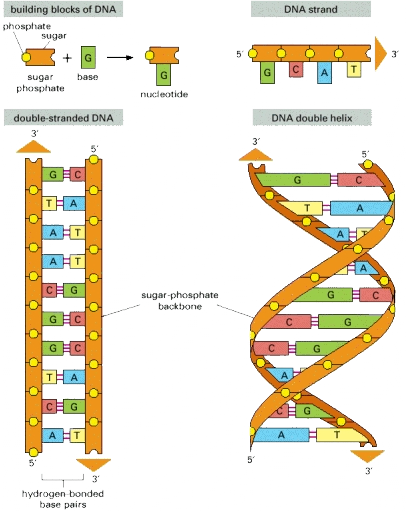 building blocks of DNA
phosphate
sugar
+
G
sugar
phosphate
base
G
nucleotide
DNA strand
G C A T
3′
double-stranded DNA
3′
5′
G C
T A
A T
A T
C G
G C
G C
T A
C G
A T
5′
3′
hydrogen-bonded
base pairs
sugar-phosphate
backbone
DNA double helix
3′
5′
G C
T A
A T
A
G C
C G
C G
A
C G
A T
5′
3′